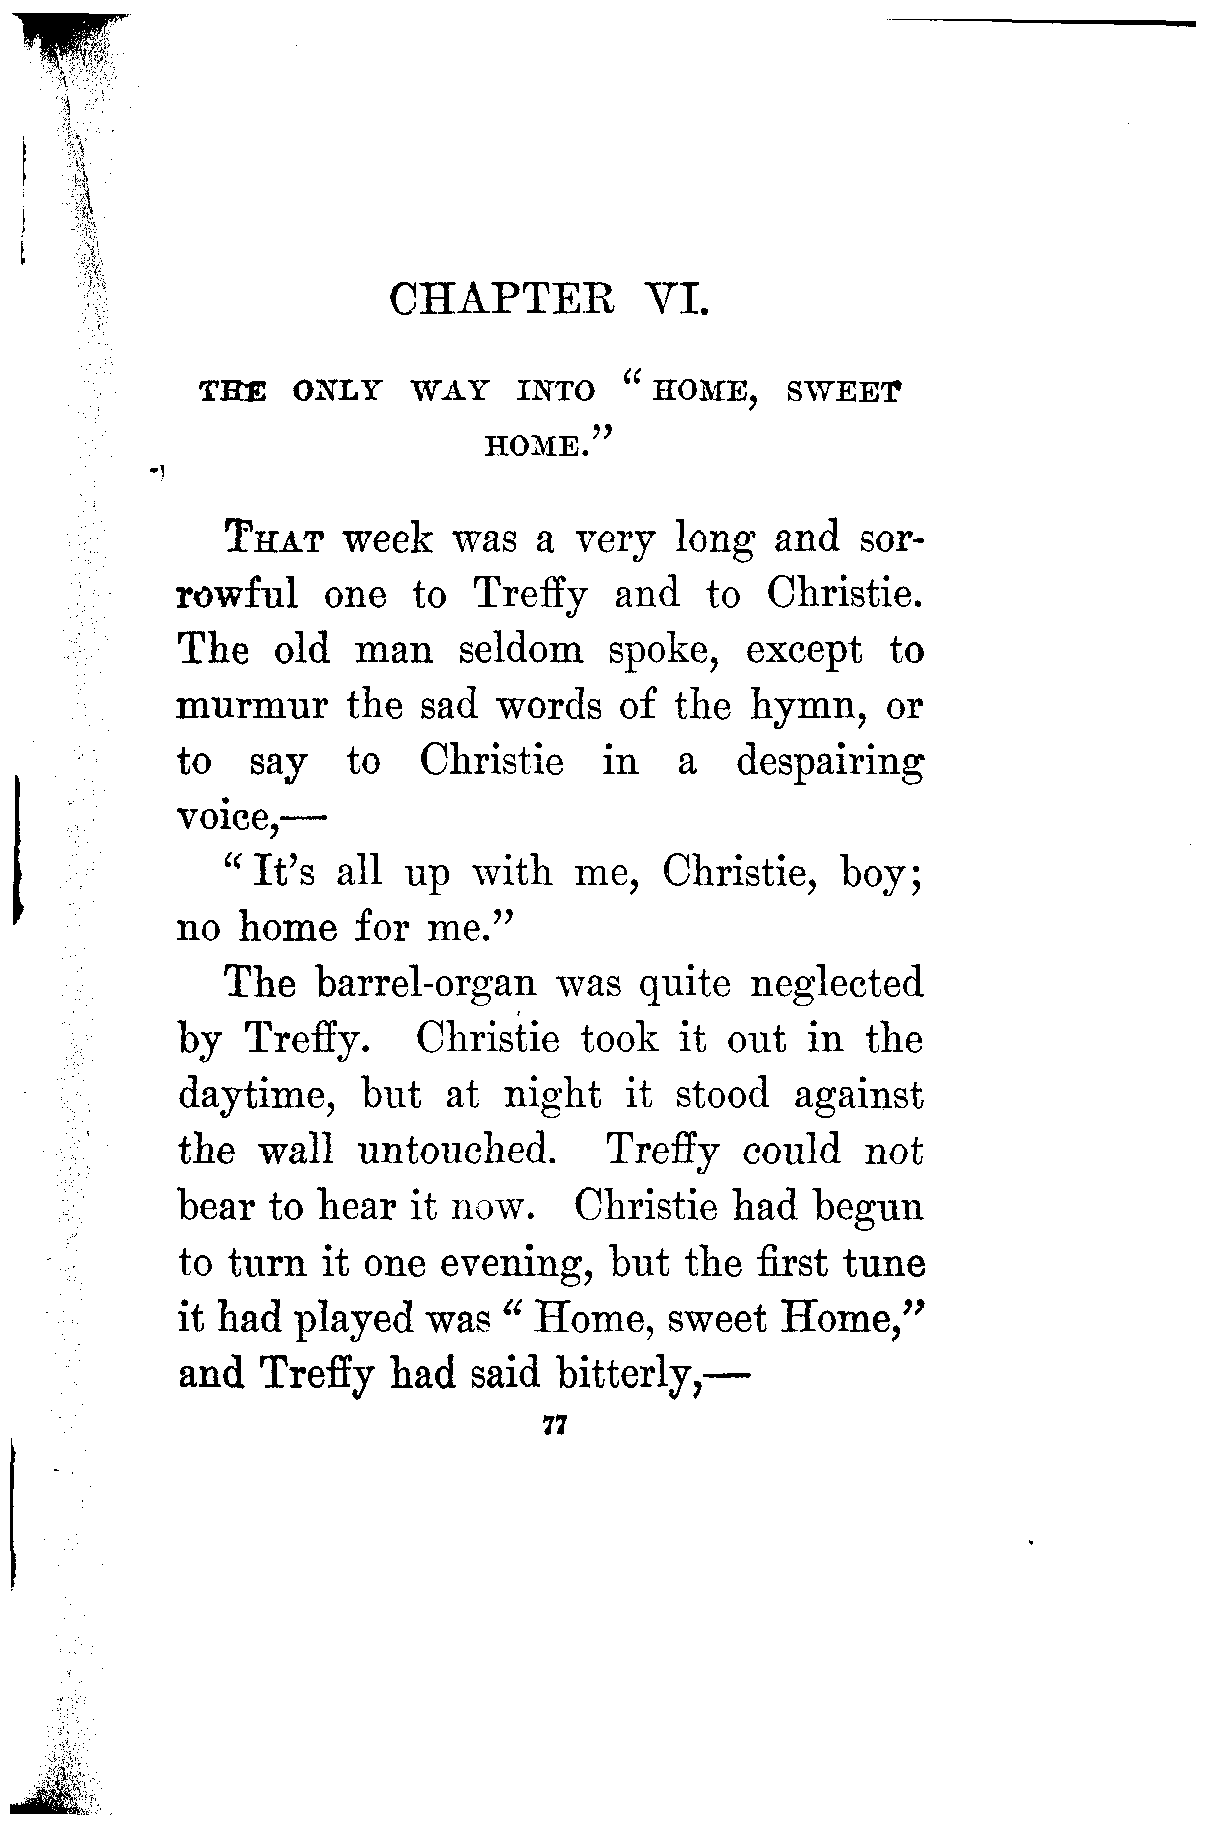 CHAPTER VI.
THE ONLY WAY INTO "HOME, SWEET
HOME."
THAT week was a very long and sor-
rowful one to Treffy and to Christie.
The old man seldom spoke, except to
murmur the sad words of the hymn, or
to say to Christie in a despairing
voice,—
"It's all up with me, Christie, boy;
no home for me."
The barrel-organ was quite neglected
by Treffy. Christie took it out in the
daytime, but at night it stood against
the wall untouched. Treffy could not
bear to hear it now. Christie had begun
to turn it one evening, but the first tune
it had played was "Home, sweet Home,"
and Treffy had said bitterly,—
77